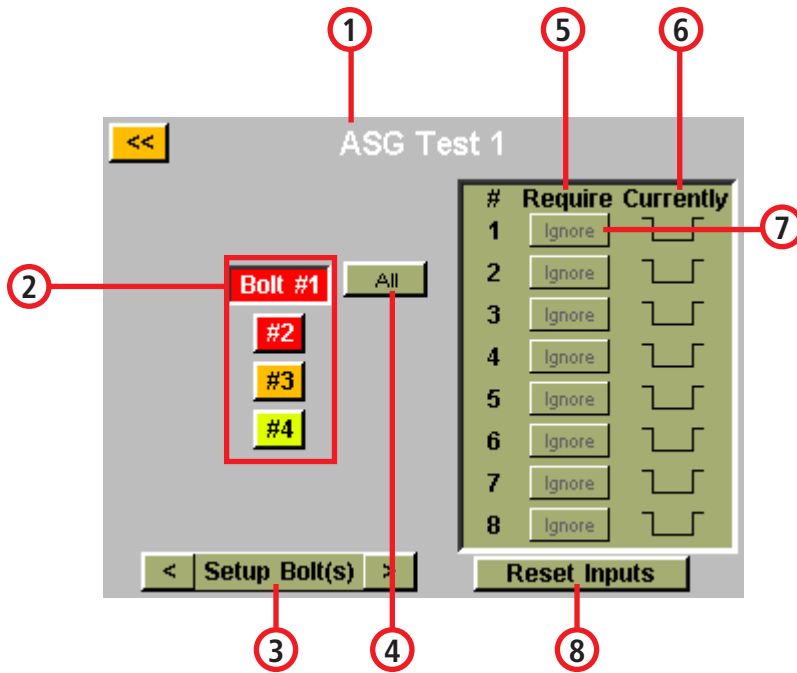 1 5 6
<< ASG Test 1
# Require Currently
1 Ignore 7
2 Bolt #1 All 2 Ignore
#2 3 Ignore
#3 4 Ignore
#4 5 Ignore
6 Ignore
7 Ignore
8 Ignore
< Setup Bolt(s) > Reset Inputs
3 4 8